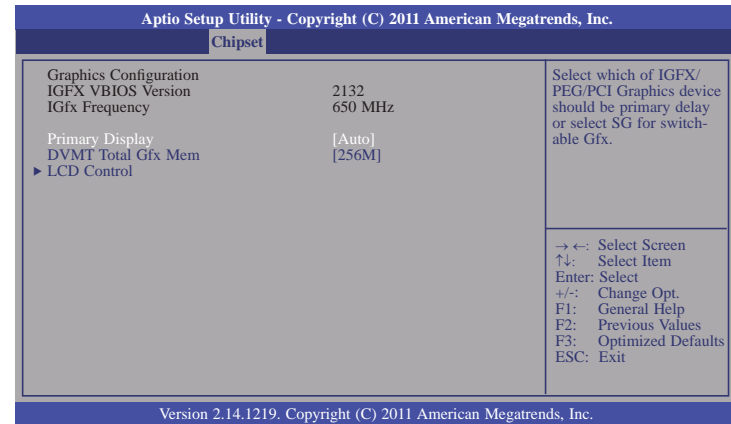 Aptio Setup Utility - Copyright (C) 2011 American Megatrends, Inc.
Chipset
Graphics Configuration
IGFX VBIOS Version 2132
IGfx Frequency 650 MHz
Primary Display [Auto]
DVMT Total Gfx Mem [256M]
▶ LCD Control
Select which of IGFX/
PEG/PCI Graphics device
should be primary delay
or select SG for switch-
able Gfx.
→ ←: Select Screen
↑↓: Select Item
Enter: Select
+/-: Change Opt.
F1: General Help
F2: Previous Values
F3: Optimized Defaults
ESC: Exit
Version 2.14.1219. Copyright (C) 2011 American Megatrends, Inc.